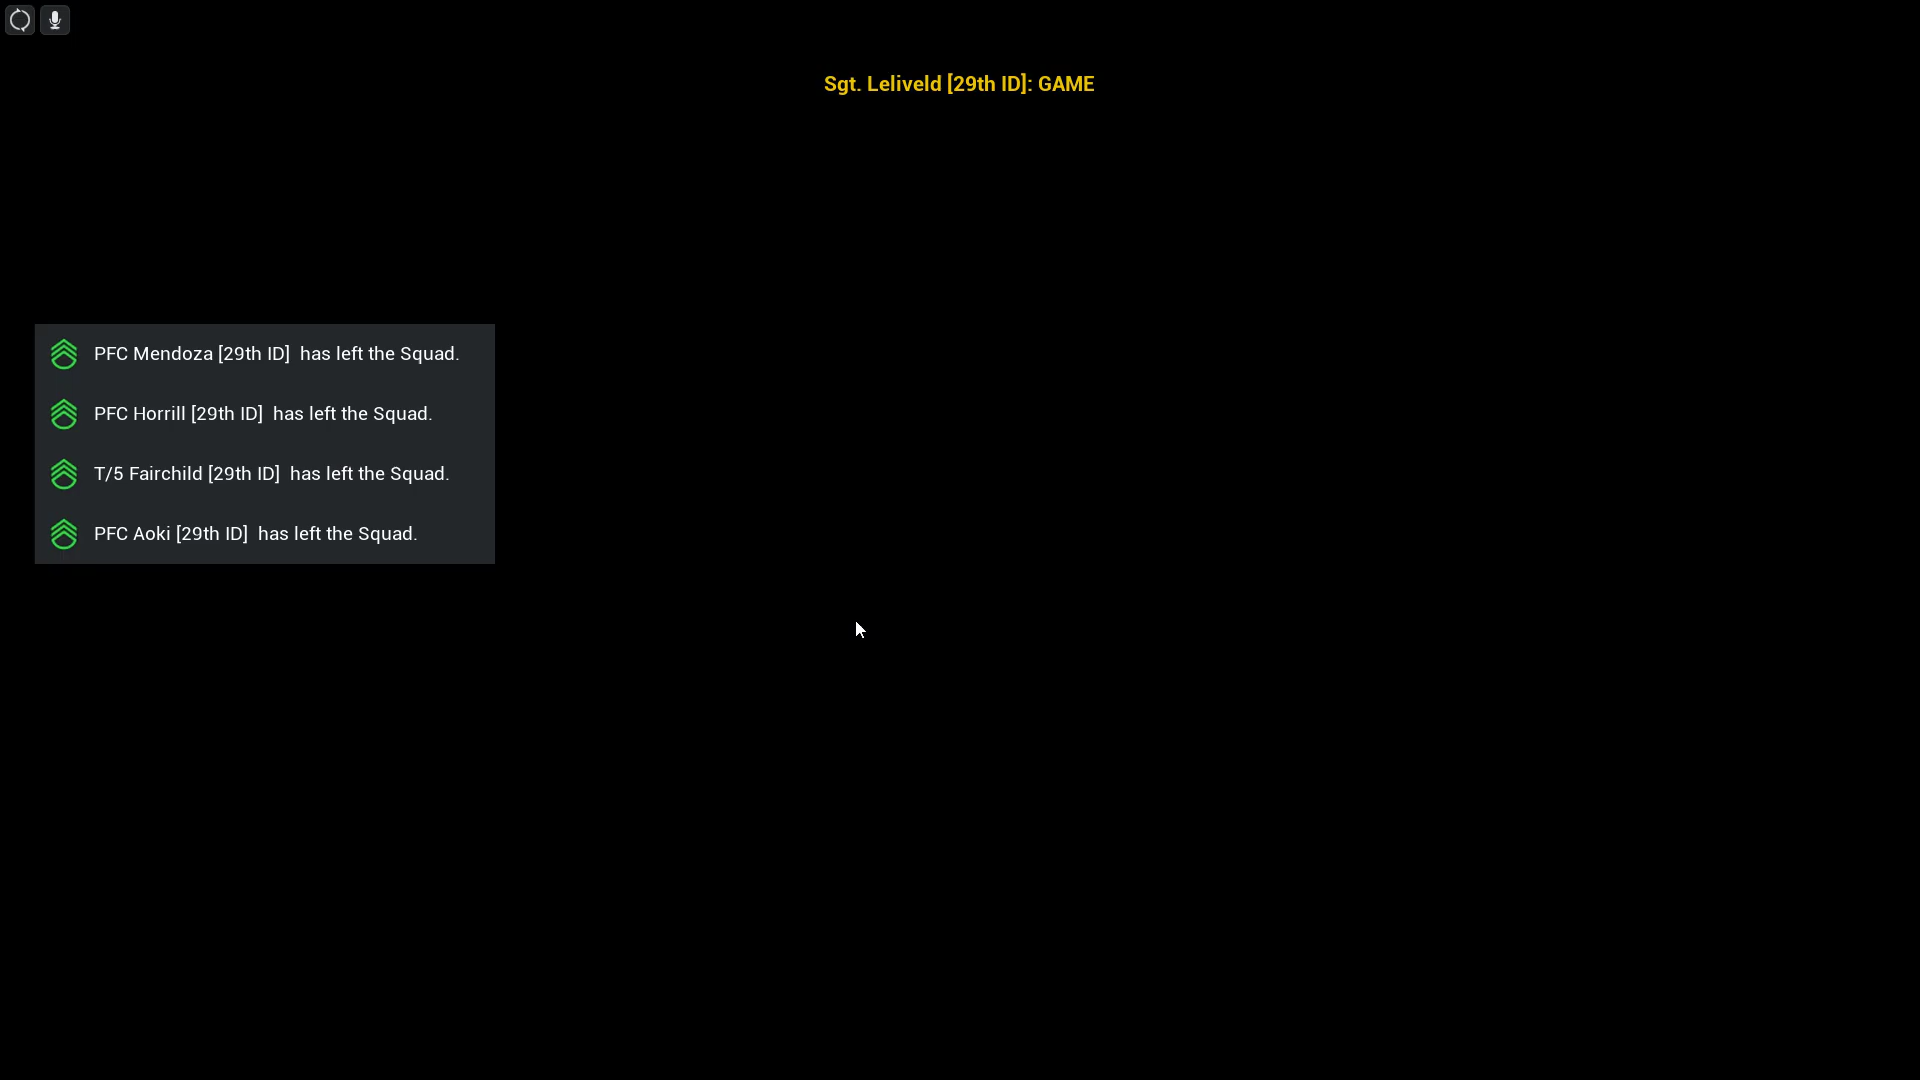 Sgt. Leliveld [29th ID]: GAME
PFC Mendoza [29th ID]  has left the Squad.
PFC Horrill [29th ID]  has left the Squad.
T/5 Fairchild [29th ID]  has left the Squad.
PFC Aoki [29th ID]  has left the Squad.